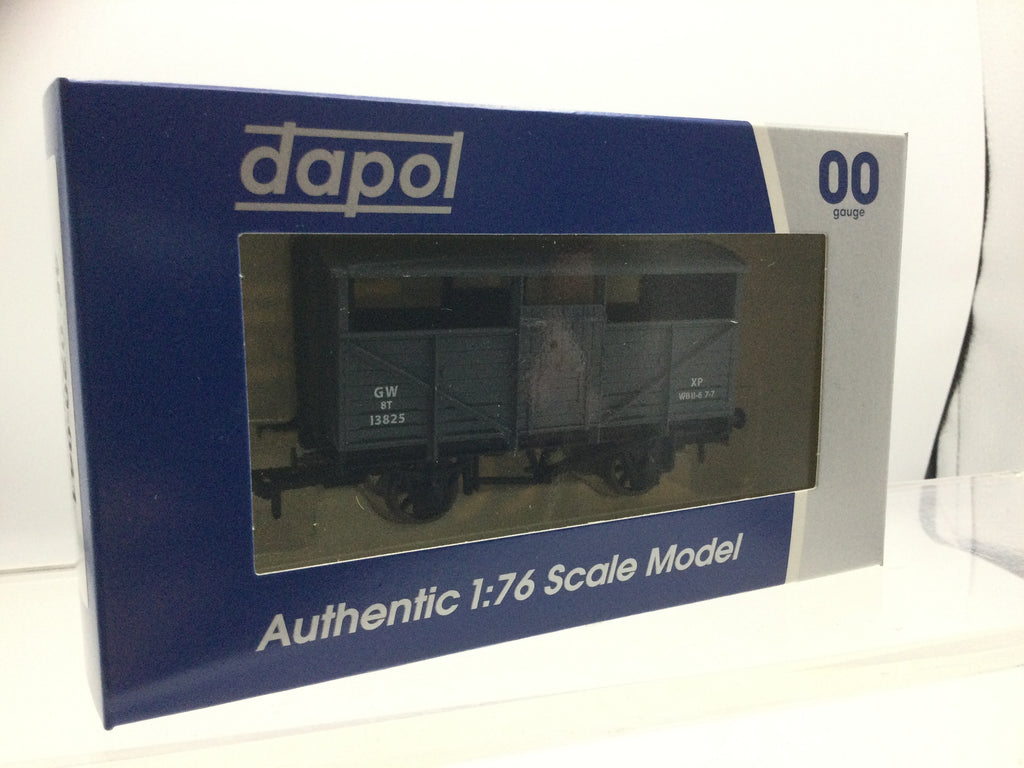 dapol
00
gauge
GW
8T
13825
XP
Authentic 1:76 Scale Model